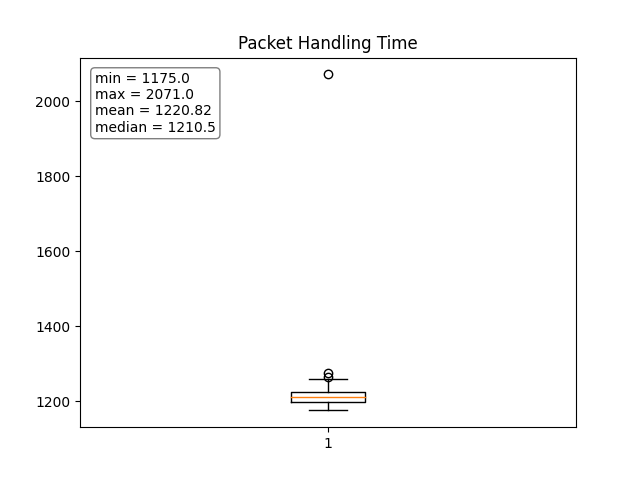 Packet Handling Time
min = 1175.0
max = 2071.0
mean = 1220.82
median = 1210.5
2000
1800
1600
1400
1200
1